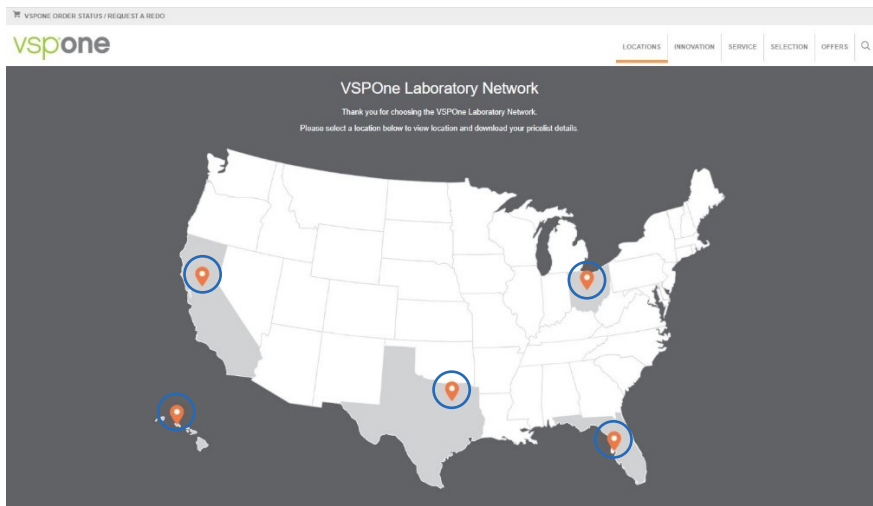 VSPONE ORDER STATUS / REQUEST A REDO
vspone
LOCATIONS INNOVATION SERVICE SELECTION OFFERS
VSPOne Laboratory Network
Thank you for choosing the VSPOne Laboratory Network.
Please select a location below to view location and download your pricelist details.